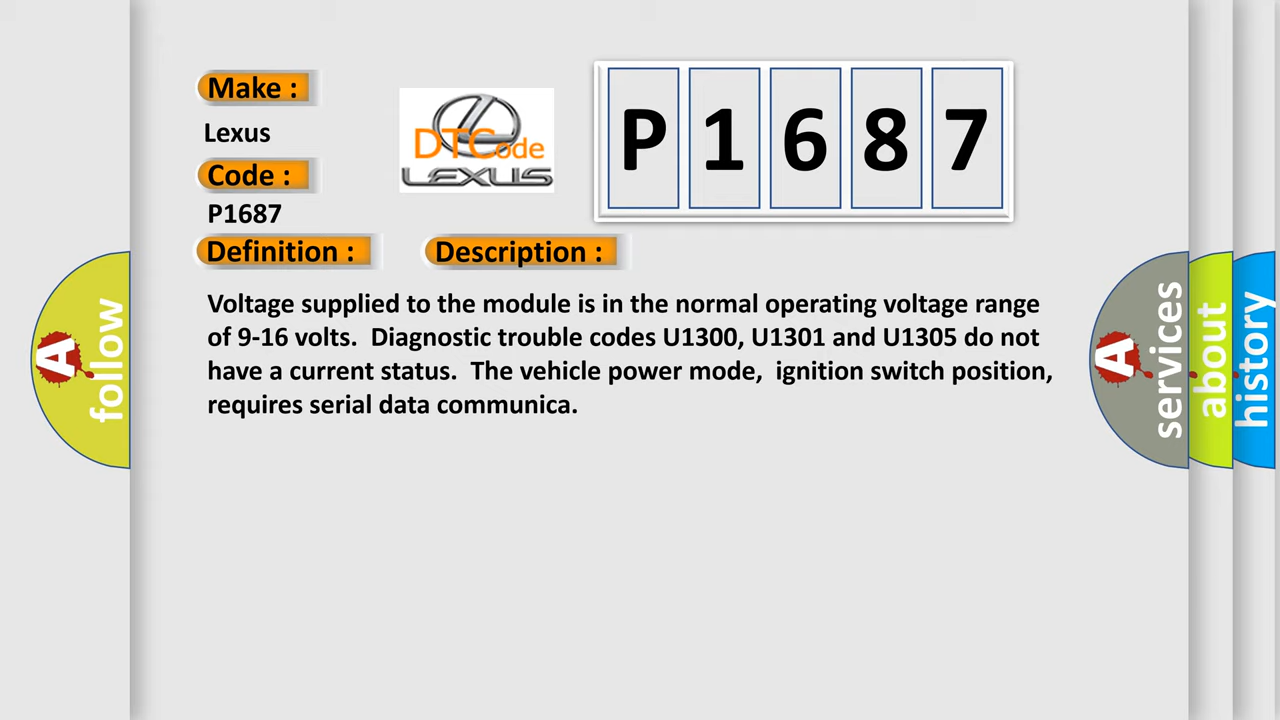 Make :
Lexus
Code :
P1687
DTCode
LEXUS
P 1 6 8 7
Definition :
Description :
Voltage supplied to the module is in the normal operating voltage range
of 9-16 volts  Diagnostic trouble codes U1300, U1301 and U1305 do not
have a current status  The vehicle power mode,  ignition switch position,
requires serial data communica.
A follow
A services
about
history